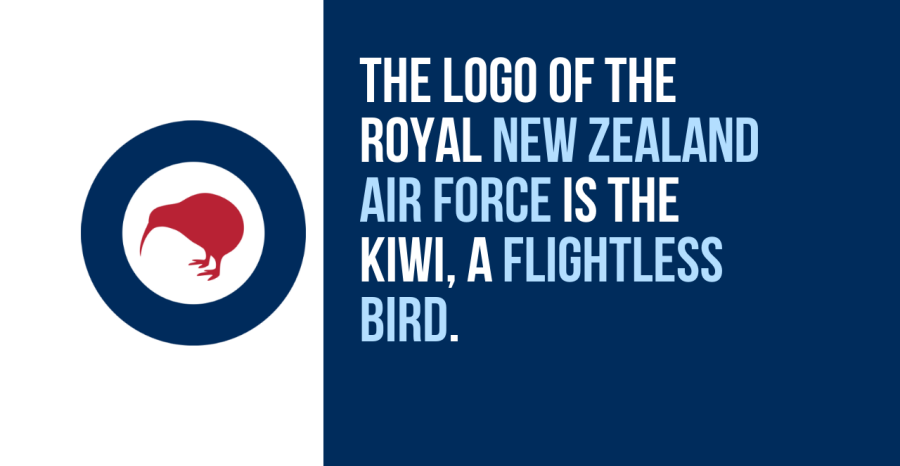 THE LOGO OF THE
ROYAL NEW ZEALAND
AIR FORCE IS THE
KIWI, A FLIGHTLESS
BIRD.